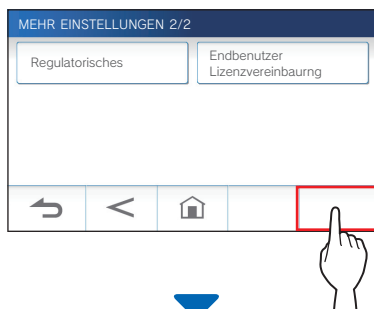 MEHR EINSTELLUNGEN 2/2
Regulatorisches
Endbenutzer
Lizenzvereinbaurng